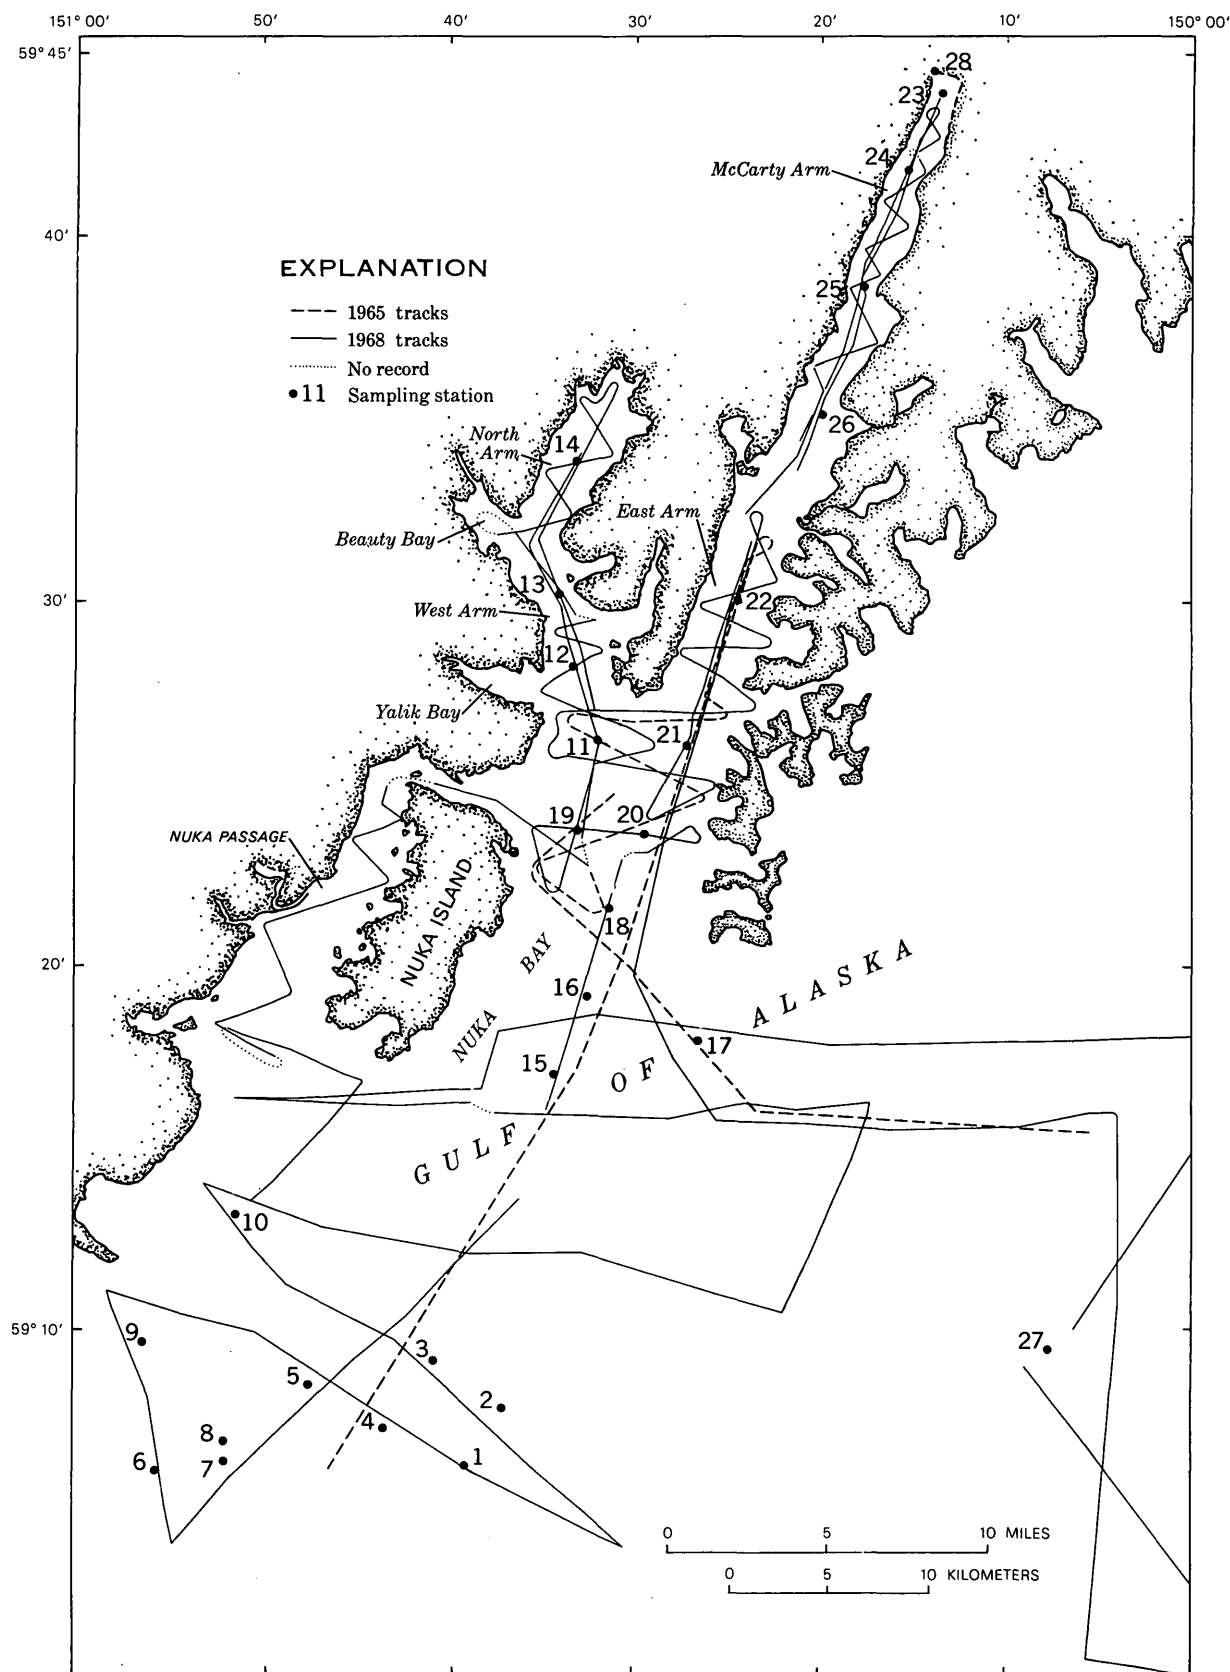 151° 00'
50'
40'
30'
20'
10'
150° 00'
59° 45'
28
23
24
McCarty Arm
40'
EXPLANATION
25
1965 tracks
1968 tracks
No record
11 Sampling station
26
North
Arm
14
East Arm
Beauty Bay
13
30'
22
West Arm
12
Yalik Bay
11
21
19
20
NUKA PASSAGE
18
NUKA ISLAND
20'
NUKA BAY
16
17
15
GULF OF ALASKA
10
59° 10'
9
3
27
5
2
4
8
1
6
7
0 5 10 MILES
0 5 10 KILOMETERS